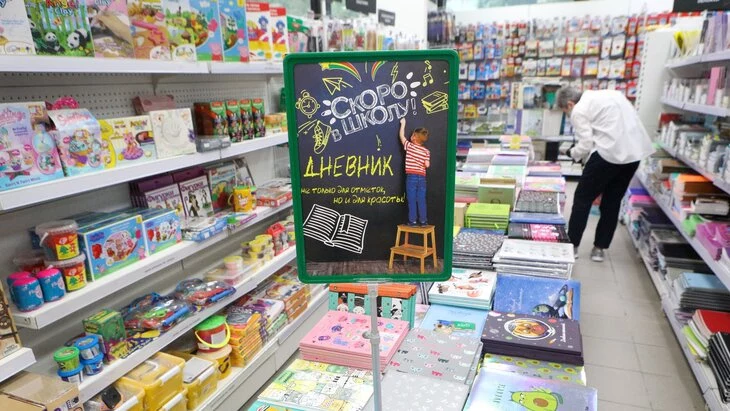 СКОРО
В ШКОЛУ!
ДНЕВНИК
не только для отметок,
но и для красоты!